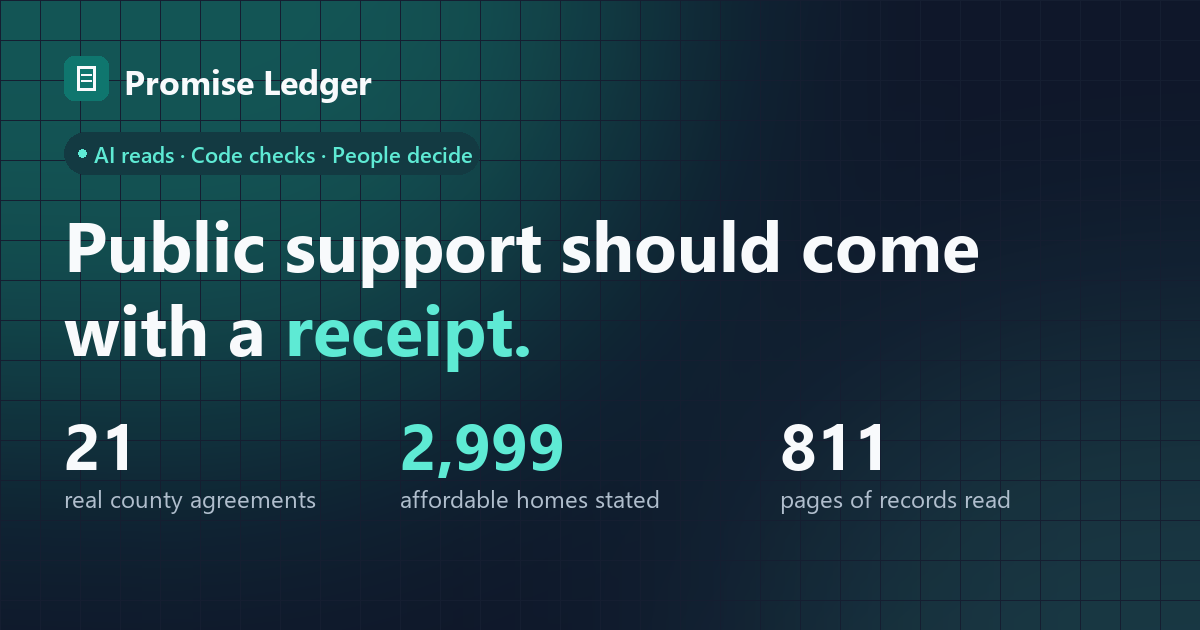 Promise Ledger
AI reads · Code checks · People decide
Public support should come
with a receipt.
21
real county agreements
2,999
affordable homes stated
811
pages of records read